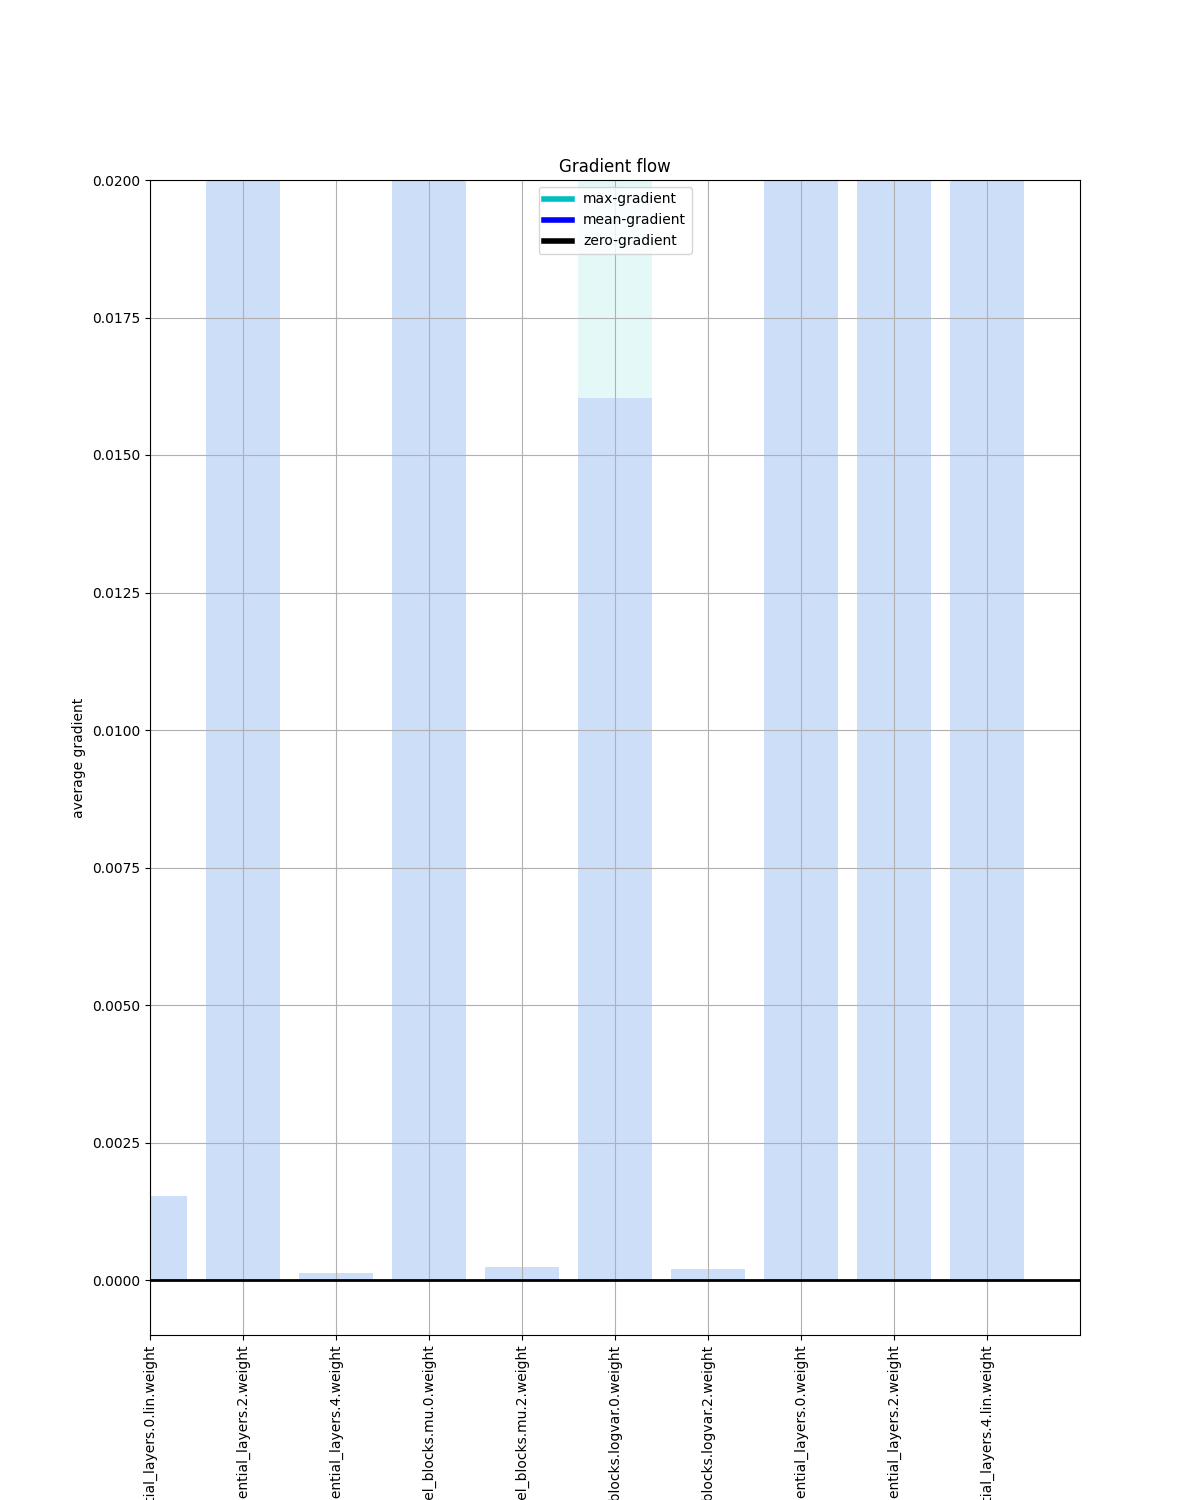 Gradient flow
max-gradient
mean-gradient
zero-gradient
0.0200
0.0175
0.0150
0.0125
0.0100
0.0075
0.0050
0.0025
0.0000
average gradient
tial_layers.0.lin.weight
ential_layers.2.weight
ential_layers.4.weight
el_blocks.mu.0.weight
el_blocks.mu.2.weight
blocks.logvar.0.weight
blocks.logvar.2.weight
ential_layers.0.weight
ential_layers.2.weight
tial_layers.4.lin.weight